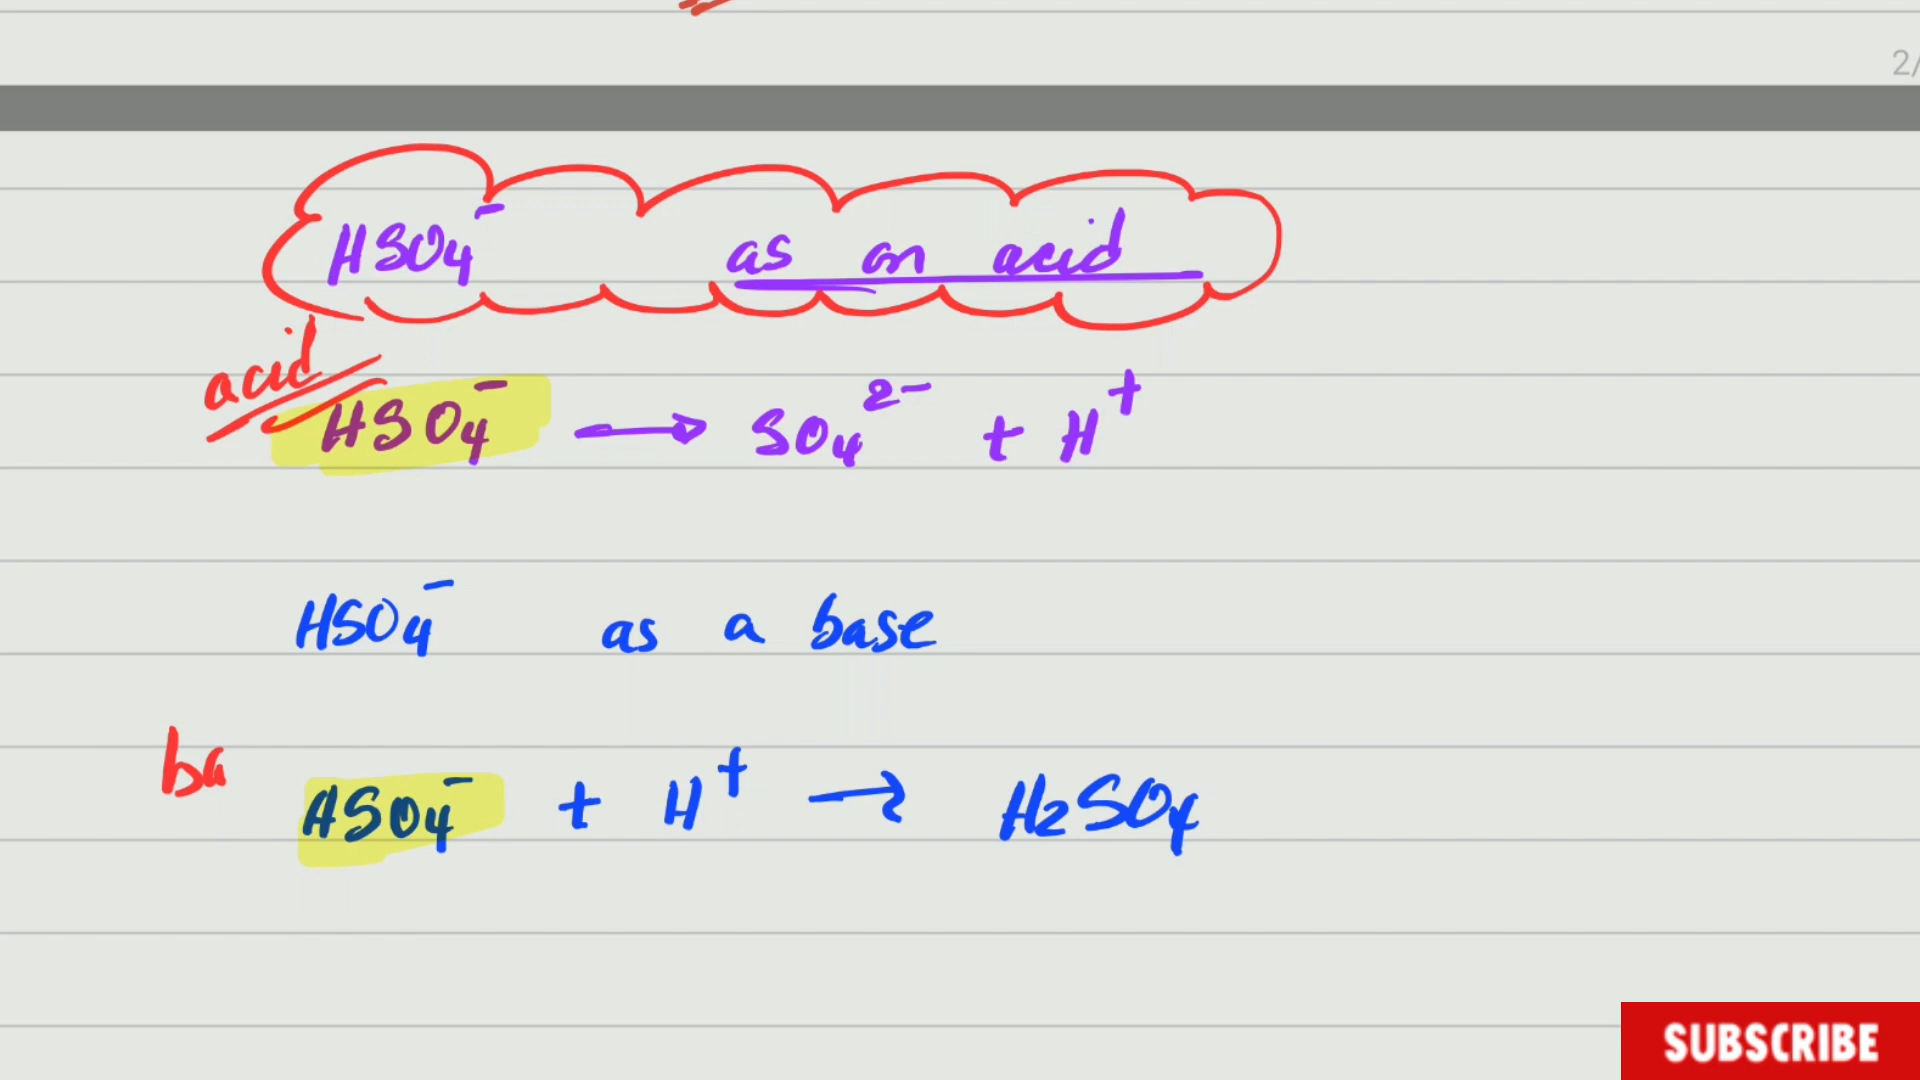 2/
HSO₄⁻ as an acid
acid
HSO₄⁻ → SO₄²⁻ + H⁺
HSO₄⁻ as a base
ba
HSO₄⁻ + H⁺ → H₂SO₄
SUBSCRIBE